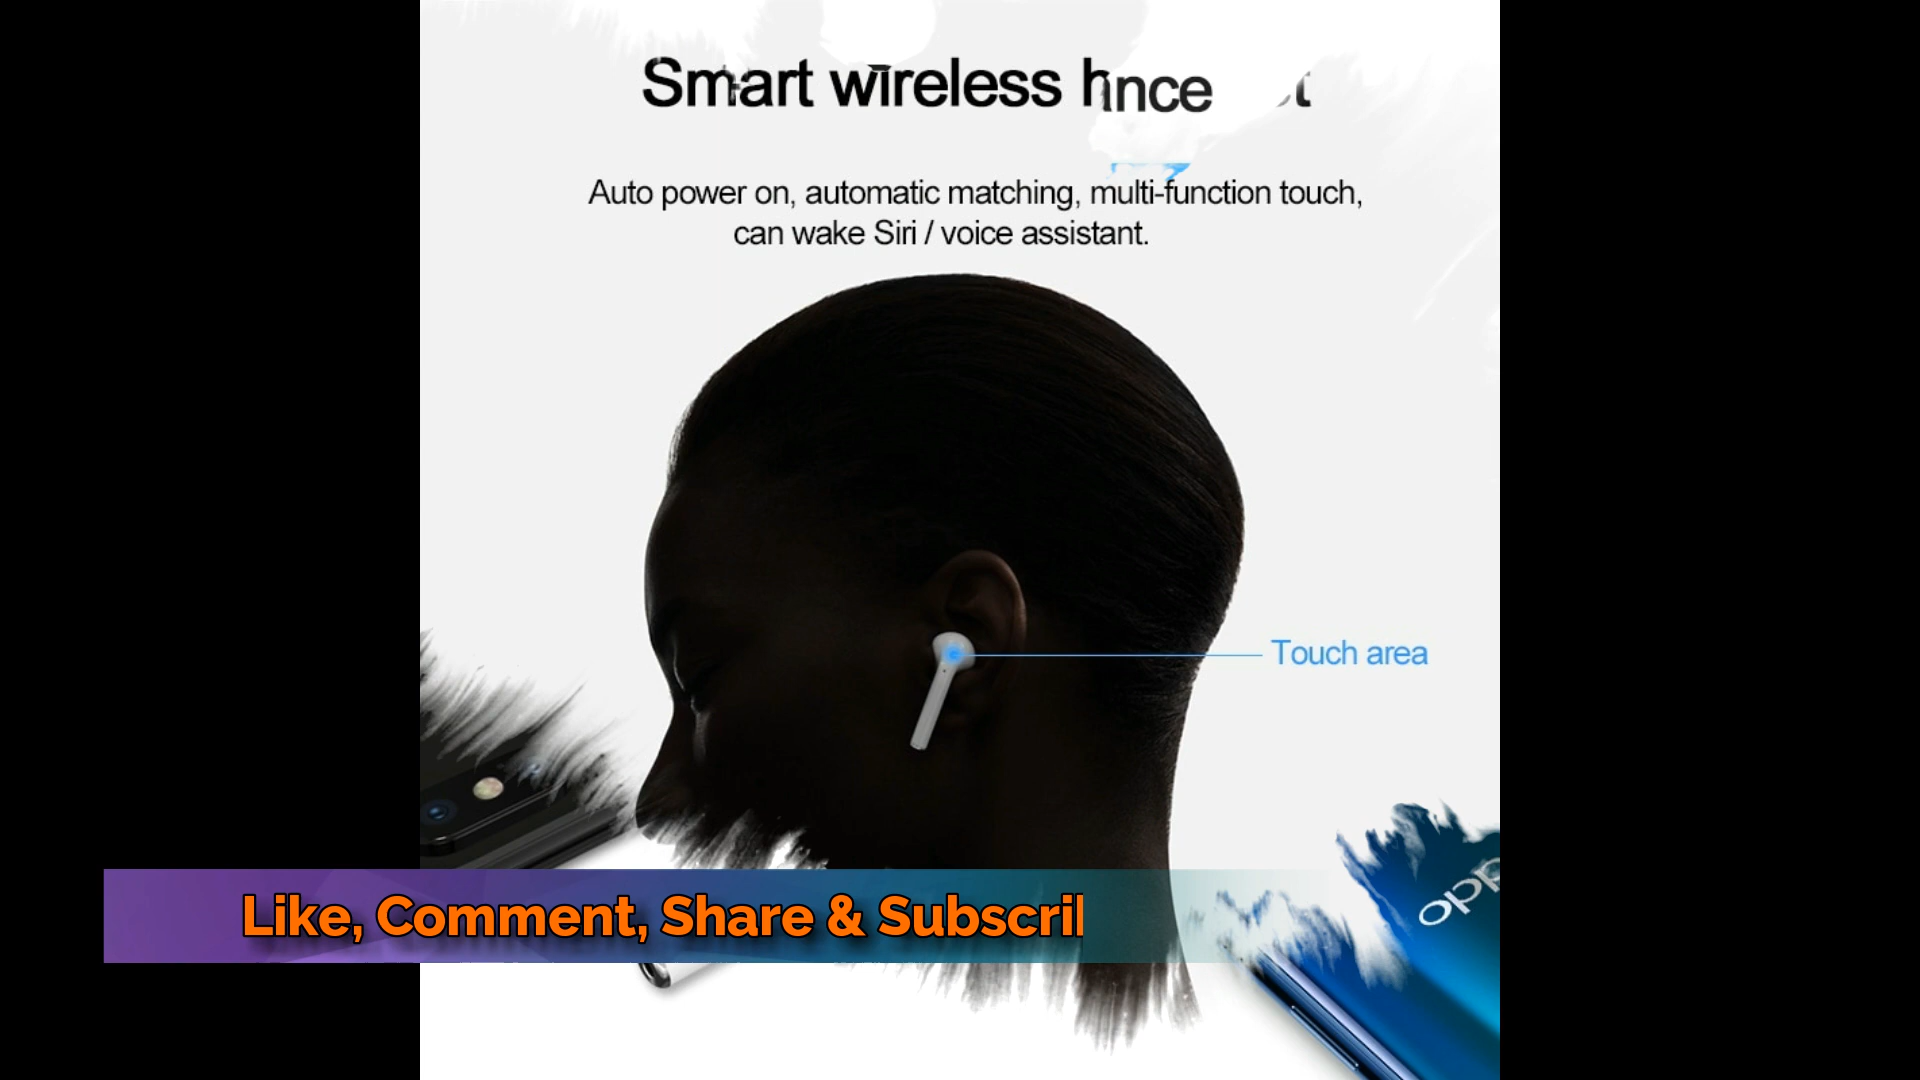 Smart wireless
Auto power on, automatic matching, multi-function touch,
can wake Siri / voice assistant.
Touch area
Like, Comment, Share & Subscri